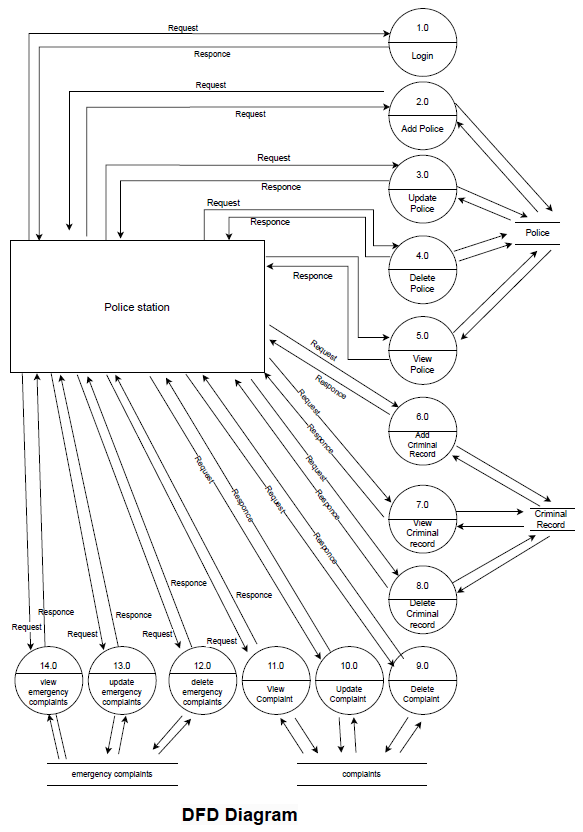 Request
1.0
Responce
Login
Request
2.0
Request
Add Police
Request
3.0
Responce
Update
Police
Request
Responce
Police
4.0
Delete
Police
Responce
Police station
5.0
View
Police
Request
Responce
6.0
Add
Criminal
Record
Request
Responce
7.0
View
Criminal
record
Criminal
Record
Request
Responce
Request
Responce
Request
Responce
8.0
Delete
Criminal
record
Responce
Responce
Responce
Responce
Request
Request
Request
Request
14.0
view
emergency
complaints
13.0
update
emergency
complaints
12.0
delete
emergency
complaints
11.0
View
Complaint
10.0
Update
Complaint
9.0
Delete
Complaint
emergency complaints
complaints
DFD Diagram